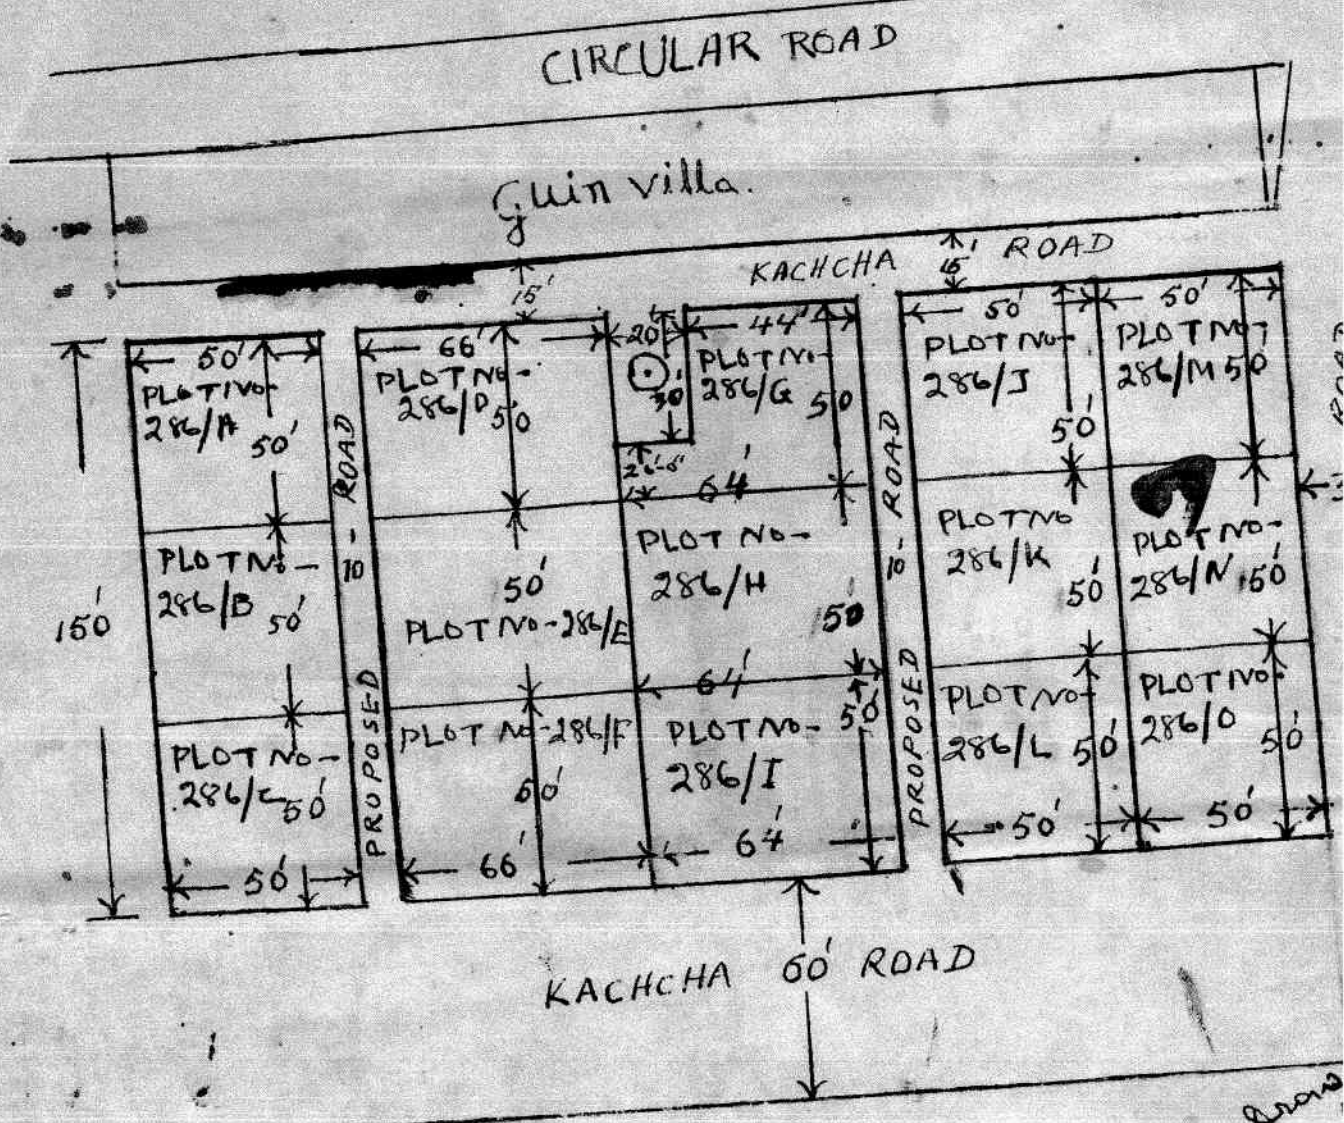 CIRCULAR ROAD
Guin villa.
KACHCHA 15' ROAD
15'
50'
PLOT NO-
286/A
50'
66'
PLOT NO-
286/D
50'
20'
30'
44'
PLOT NO-
286/G
50
50'
PLOT NO-
286/J
50'
50'
PLOT NO-
286/M
50
64'
PLOT NO-
286/B
50'
50'
PLOT NO-286/E
PLOT NO-
286/H
50'
PLOT NO
286/K
50'
PLOT NO-
286/N
50'
150'
64'
PLOT NO-
286/C
50'
50'
PLOT NO-286/F
50'
66'
PLOT NO-
286/I
50'
64'
PLOT NO-
286/L
50'
50'
PLOT NO-
286/O
50'
50'
PROPOSED 10- ROAD
PROPOSED 10- ROAD
KACHCHA 60' ROAD